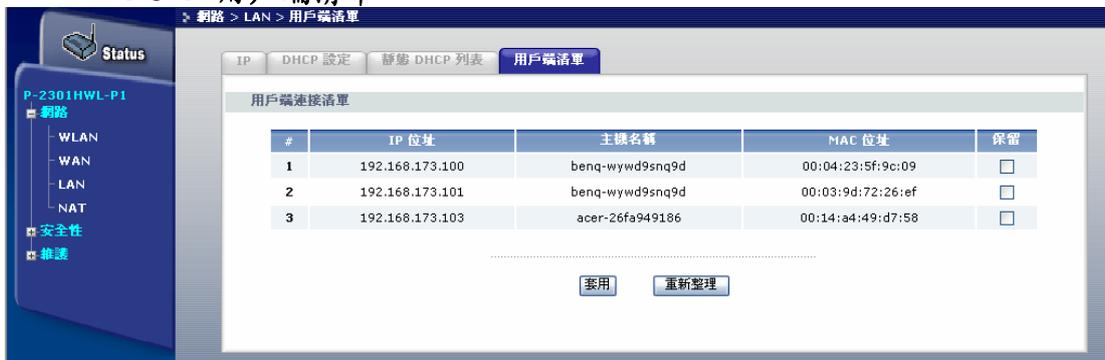 網路 > LAN > 用戶端清單
Status
IP
DHCP 設定
靜態 DHCP 列表
用戶端清單
P-2301HWL-P1
網路
WLAN
WAN
LAN
NAT
安全性
維護
用戶端連接清單
# IP 位址 主機名稱 MAC 位址 保留
1 192.168.173.100 benq-wywd9snq9d 00:04:23:5f:9c:09
2 192.168.173.101 benq-wywd9snq9d 00:03:9d:72:26:ef
3 192.168.173.103 acer-26fa949186 00:14:a4:49:d7:58
套用
重新整理